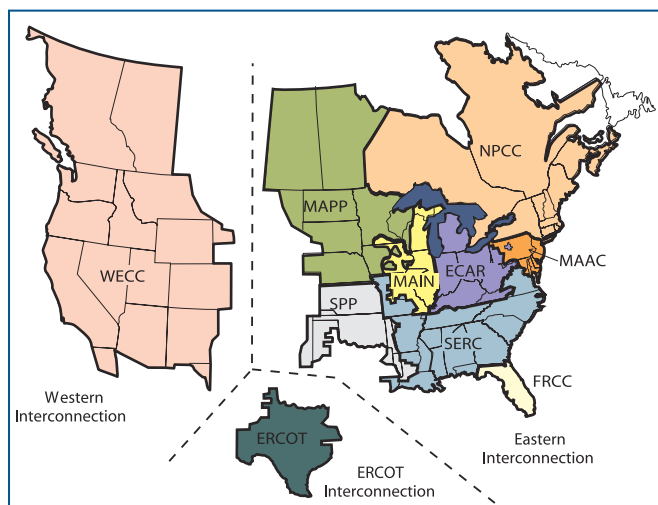 NPCC
MAPP
MAAC
WECC
MAIN
ECAR
SPP
SERC
FRCC
Western
Interconnection
ERCOT
Eastern
Interconnection
ERCOT
Interconnection